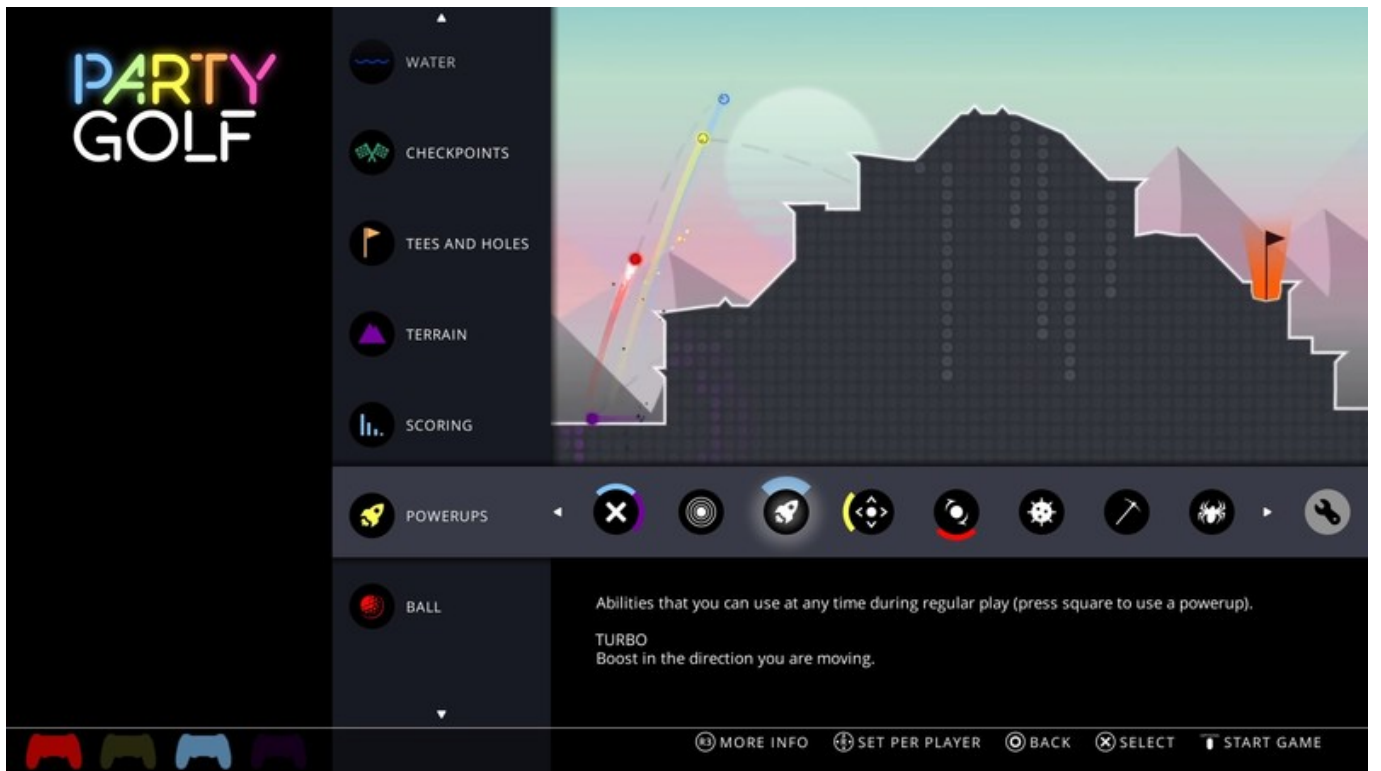 PARTY
GOLF
WATER
CHECKPOINTS
TEES AND HOLES
TERRAIN
SCORING
POWERUPS
BALL
Abilities that you can use at any time during regular play (press square to use a powerup).
TURBO
Boost in the direction you are moving.
R3 MORE INFO R SET PER PLAYER BACK SELECT START GAME